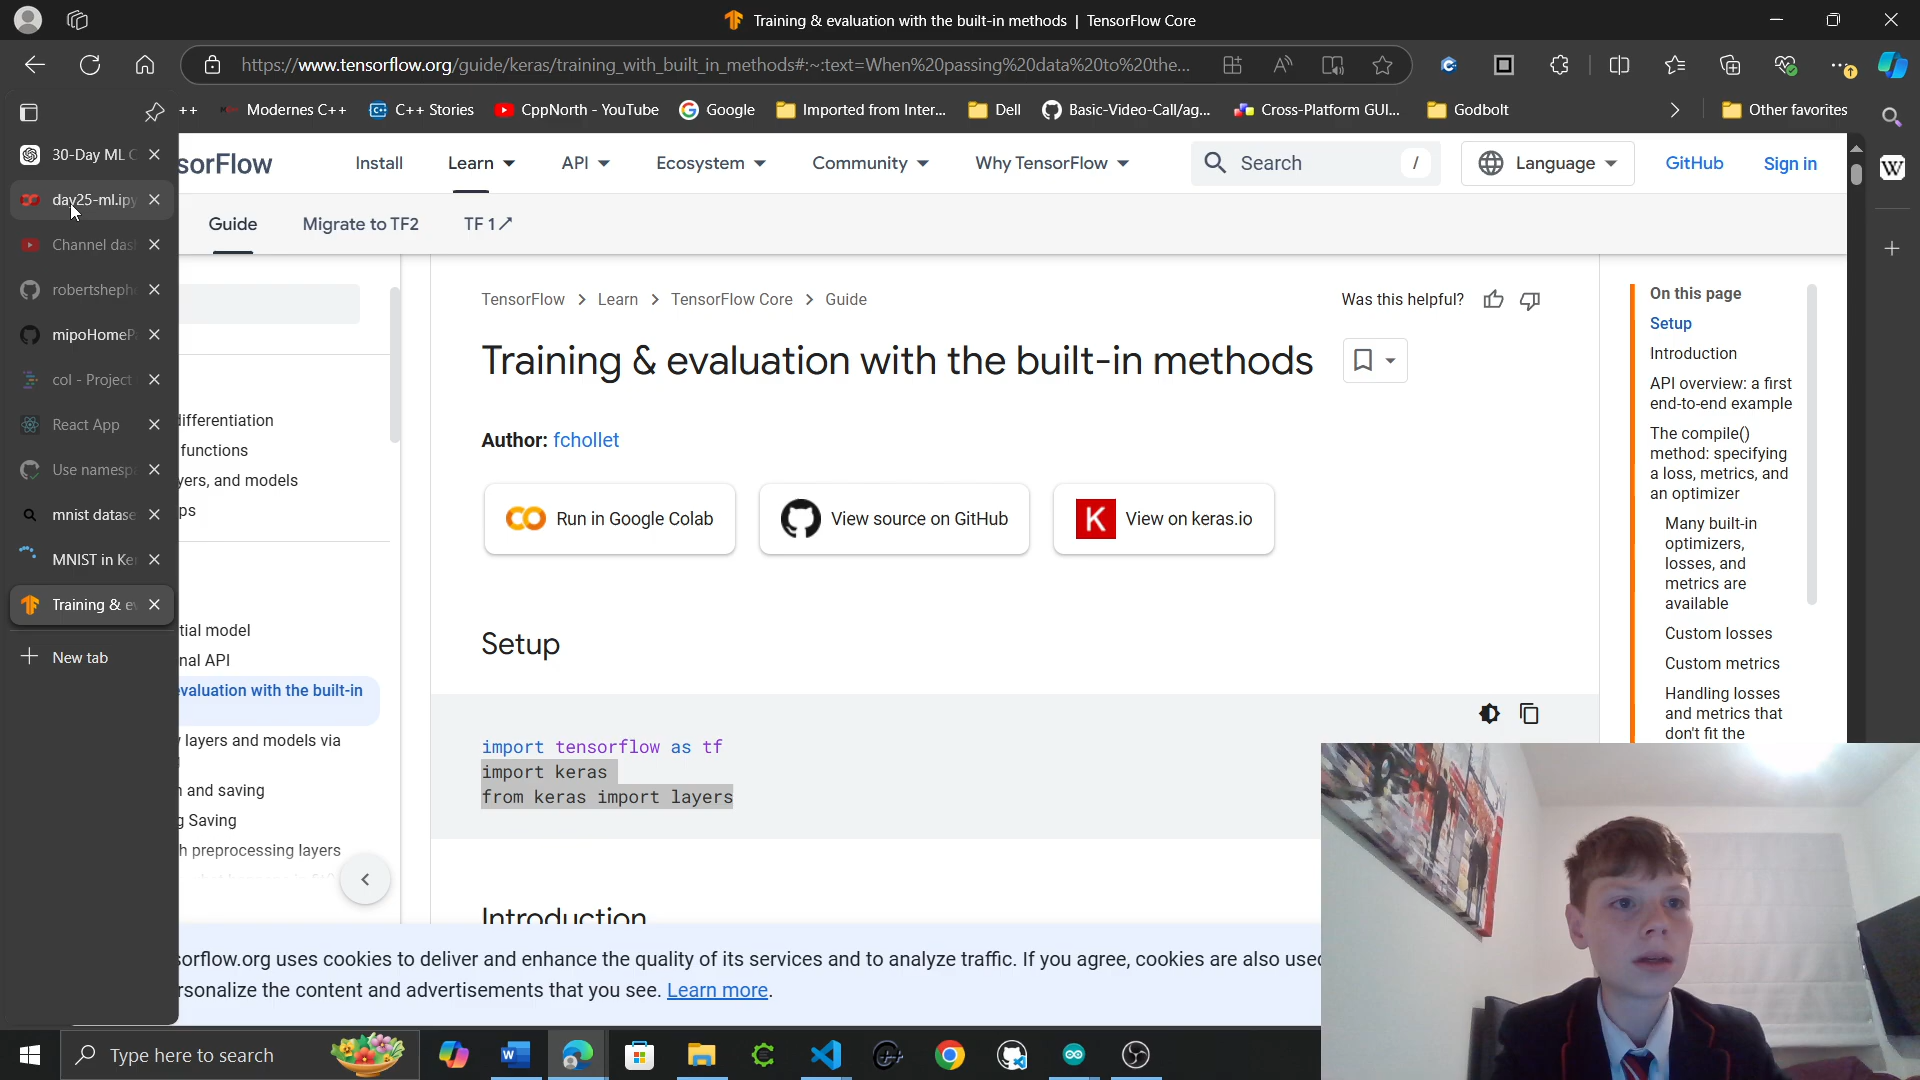 Training & evaluation with the built-in methods | TensorFlow Core
https://www.tensorflow.org/guide/keras/training_with_built_in_methods#:~:text=When%20passing%20data%20to%20the...
++
Modernes C++
C++ Stories
CppNorth - YouTube
Google
Imported from Inter...
Dell
Basic-Video-Call/ag...
Cross-Platform GUI...
Godbolt
Other favorites
30-Day ML C
day25-ml.ipy
Channel das
robertsheph
mipoHomeP
col - Project
React App
Use namesp
mnist datase
MNIST in Ke
Training & ev
New tab
sorFlow
Install
Learn
API
Ecosystem
Community
Why TensorFlow
Search
/
Language
GitHub
Sign in
Guide
Migrate to TF2
TF 1
ifferentiation
functions
yers, and models
ps
tial model
nal API
evaluation with the built-in
layers and models via
n and saving
g Saving
h preprocessing layers
TensorFlow > Learn > TensorFlow Core > Guide
Was this helpful?
Training & evaluation with the built-in methods
Author: fchollet
Run in Google Colab
View source on GitHub
K View on keras.io
Setup
import tensorflow as tf
import keras
from keras import layers
Introduction
On this page
Setup
Introduction
API overview: a first
end-to-end example
The compile()
method: specifying
a loss, metrics, and
an optimizer
Many built-in
optimizers,
losses, and
metrics are
available
Custom losses
Custom metrics
Handling losses
and metrics that
don't fit the
sorflow.org uses cookies to deliver and enhance the quality of its services and to analyze traffic. If you agree, cookies are also used
rsonalize the content and advertisements that you see. Learn more.
Type here to search